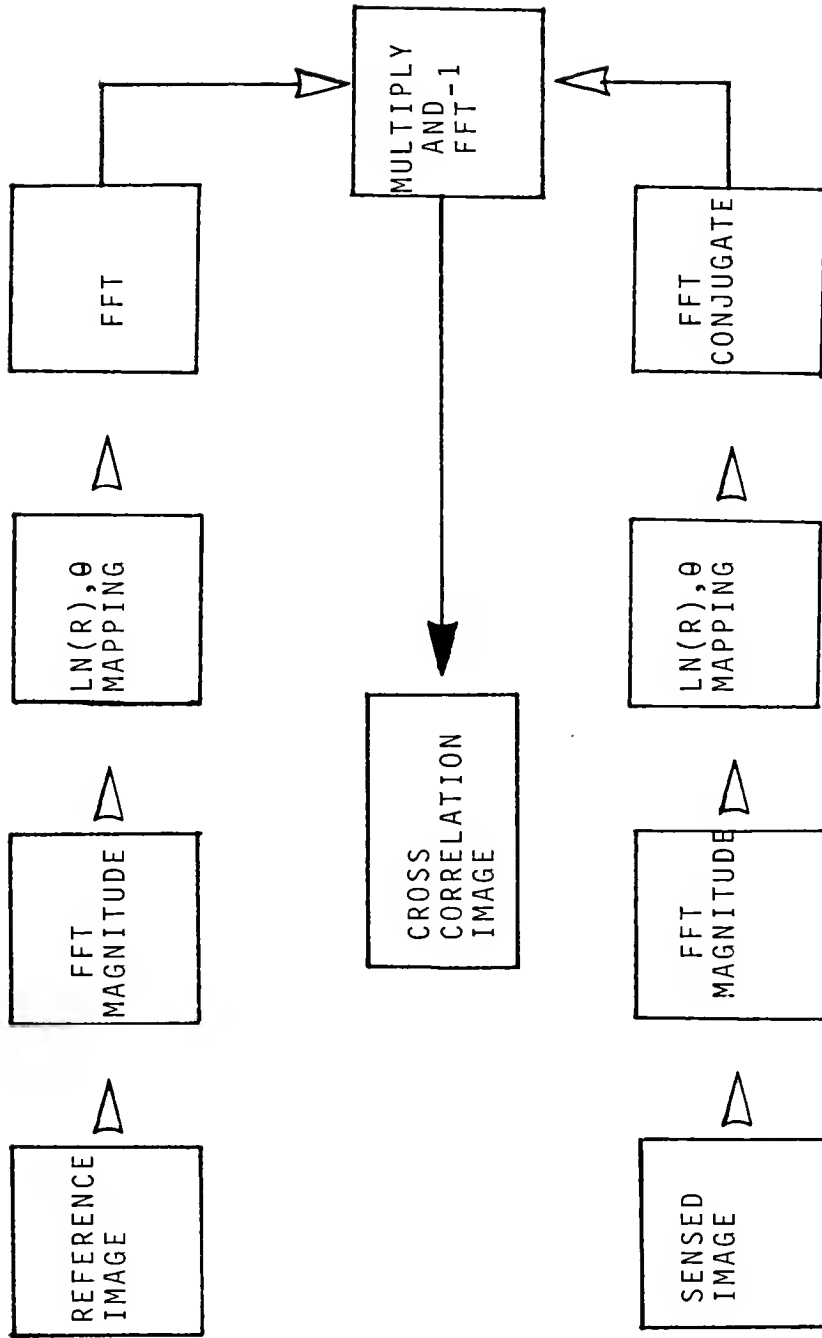 REFERENCE
IMAGE
FFT
MAGNITUDE
LN(R),θ
MAPPING
FFT
MULTIPLY
AND
FFT-1
CROSS
CORRELATION
IMAGE
SENSED
IMAGE
FFT
MAGNITUDE
LN(R),θ
MAPPING
FFT
CONJUGATE